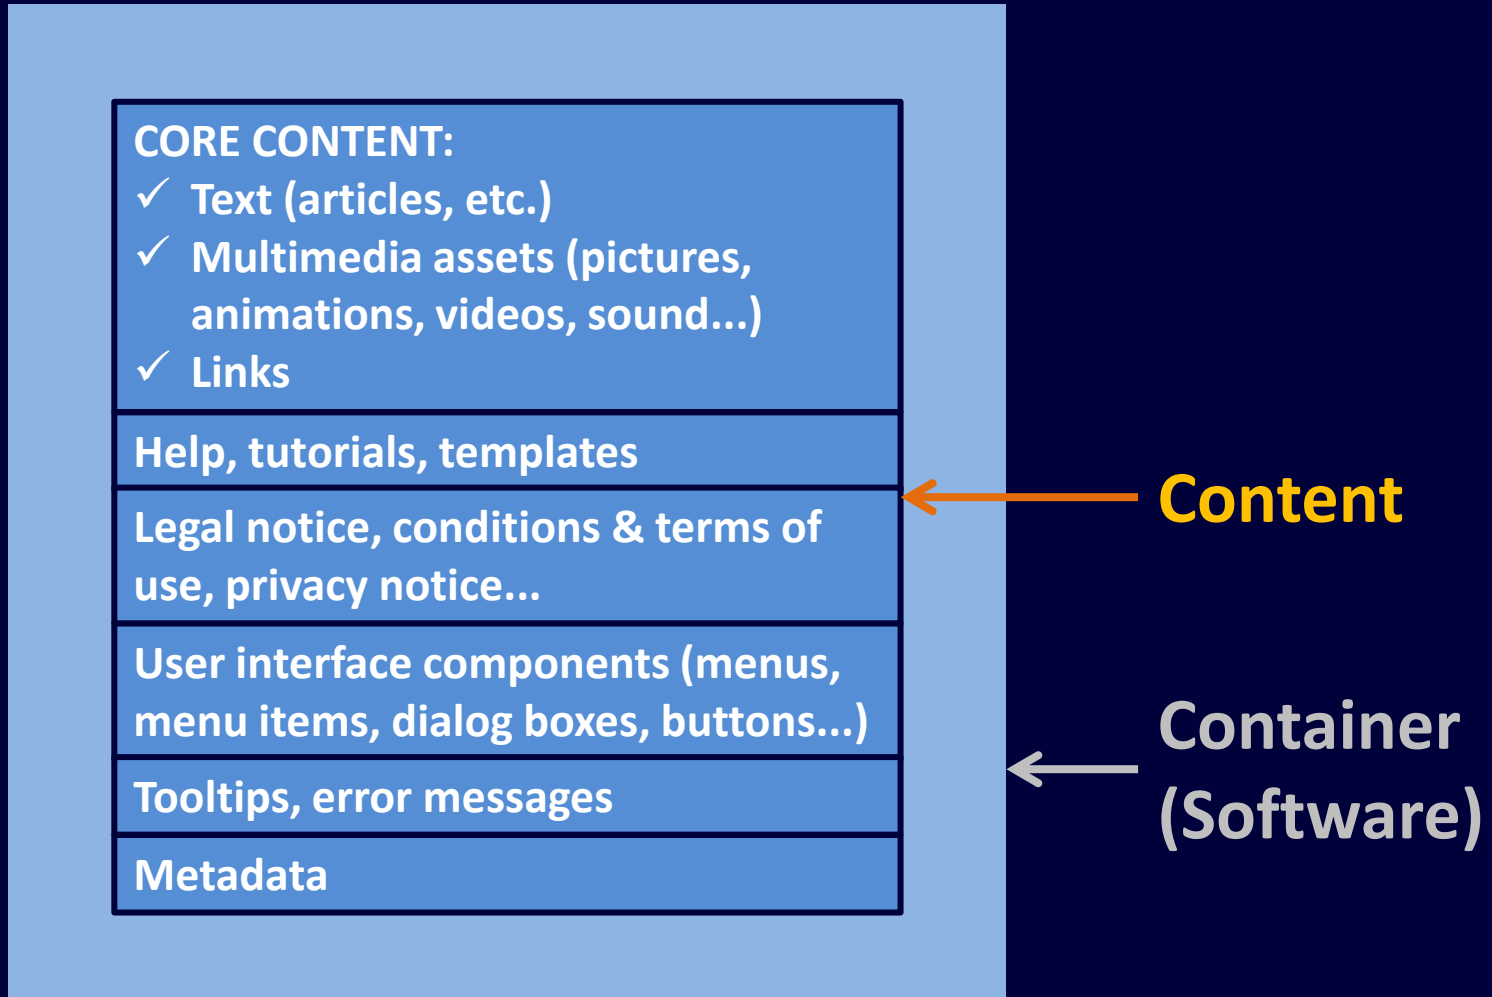 CORE CONTENT:
✓ Text (articles, etc.)
✓ Multimedia assets (pictures,
animations, videos, sound...)
✓ Links
Help, tutorials, templates
Legal notice, conditions & terms of
use, privacy notice...
User interface components (menus,
menu items, dialog boxes, buttons...)
Tooltips, error messages
Metadata
Content
Container
(Software)